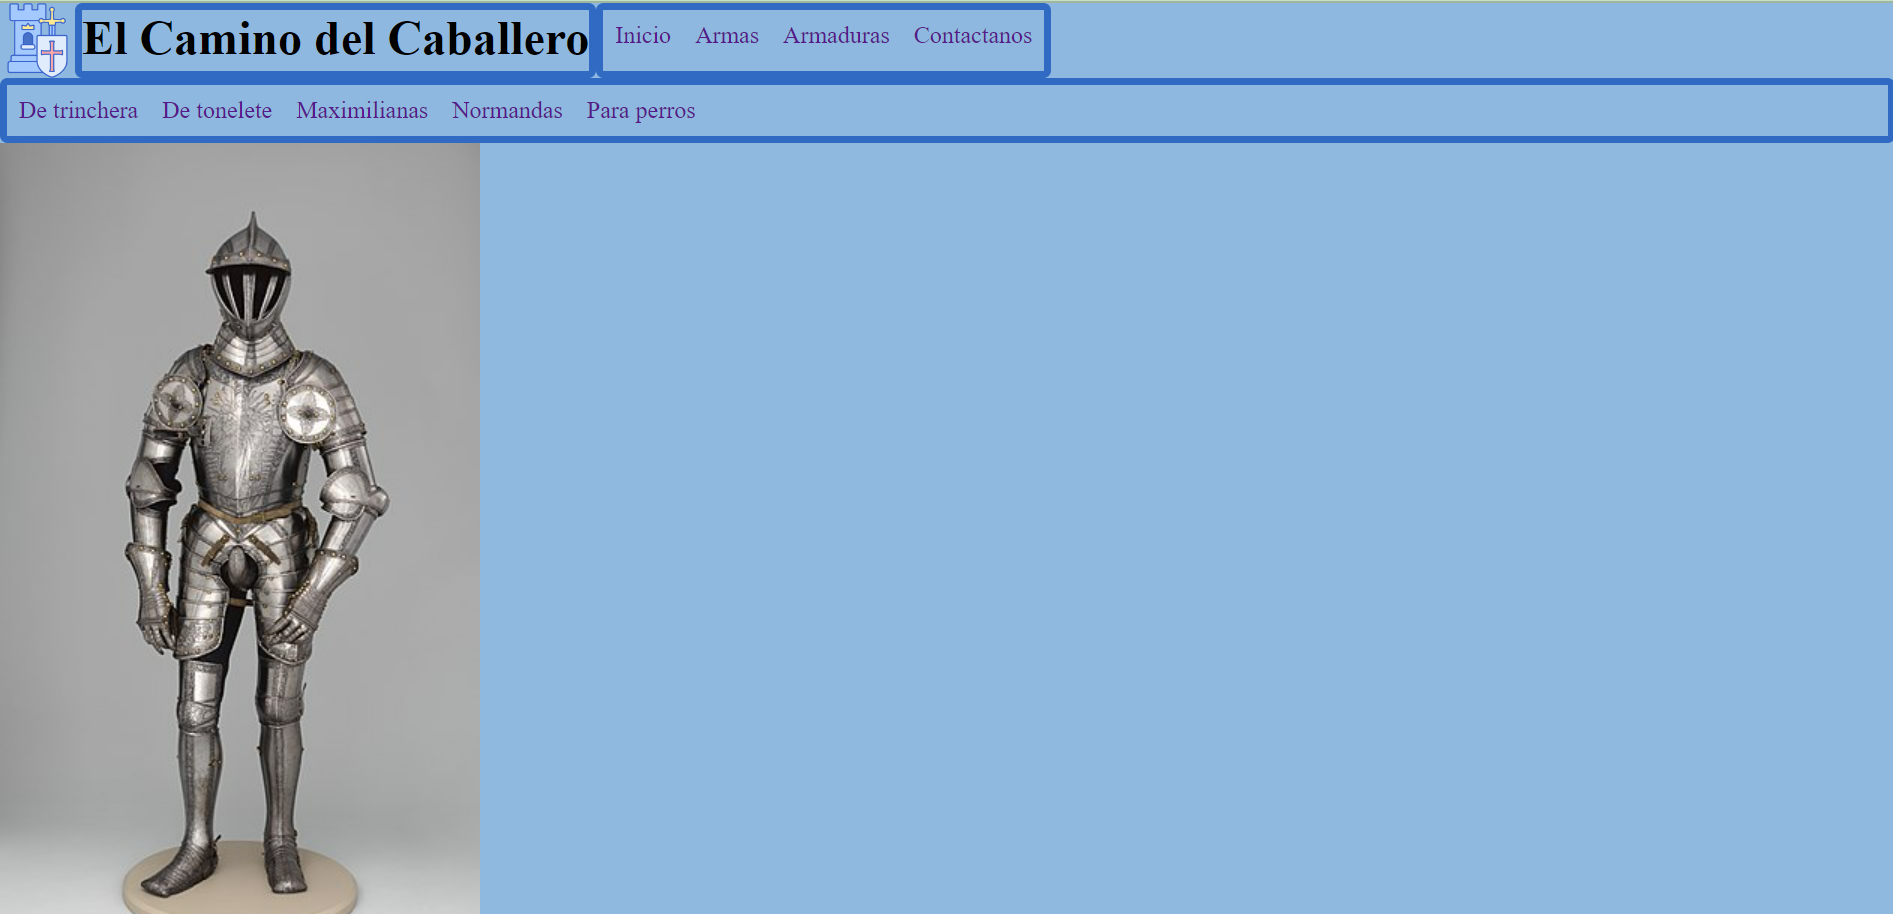 El Camino del Caballero Inicio Armas Armaduras Contactanos
De trinchera De tonelete Maximilianas Normandas Para perros